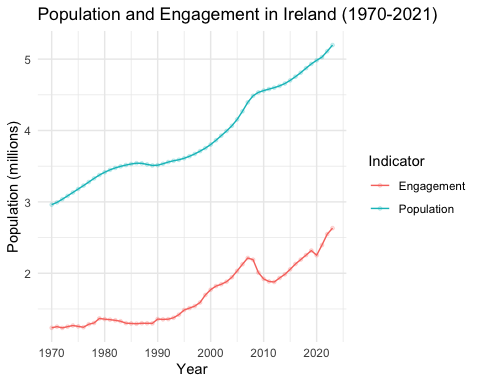 Population and Engagement in Ireland (1970-2021)
Population (millions)
5
4
3
2
1970 1980 1990 2000 2010 2020
Year
Indicator
Engagement
Population